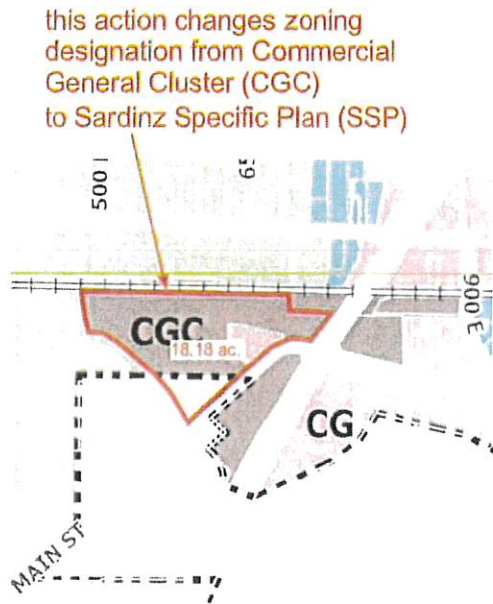 this action changes zoning
designation from Commercial
General Cluster (CGC)
to Sardinz Specific Plan (SSP)
500
900 E
CGC
18.18 ac.
CG
MAIN ST